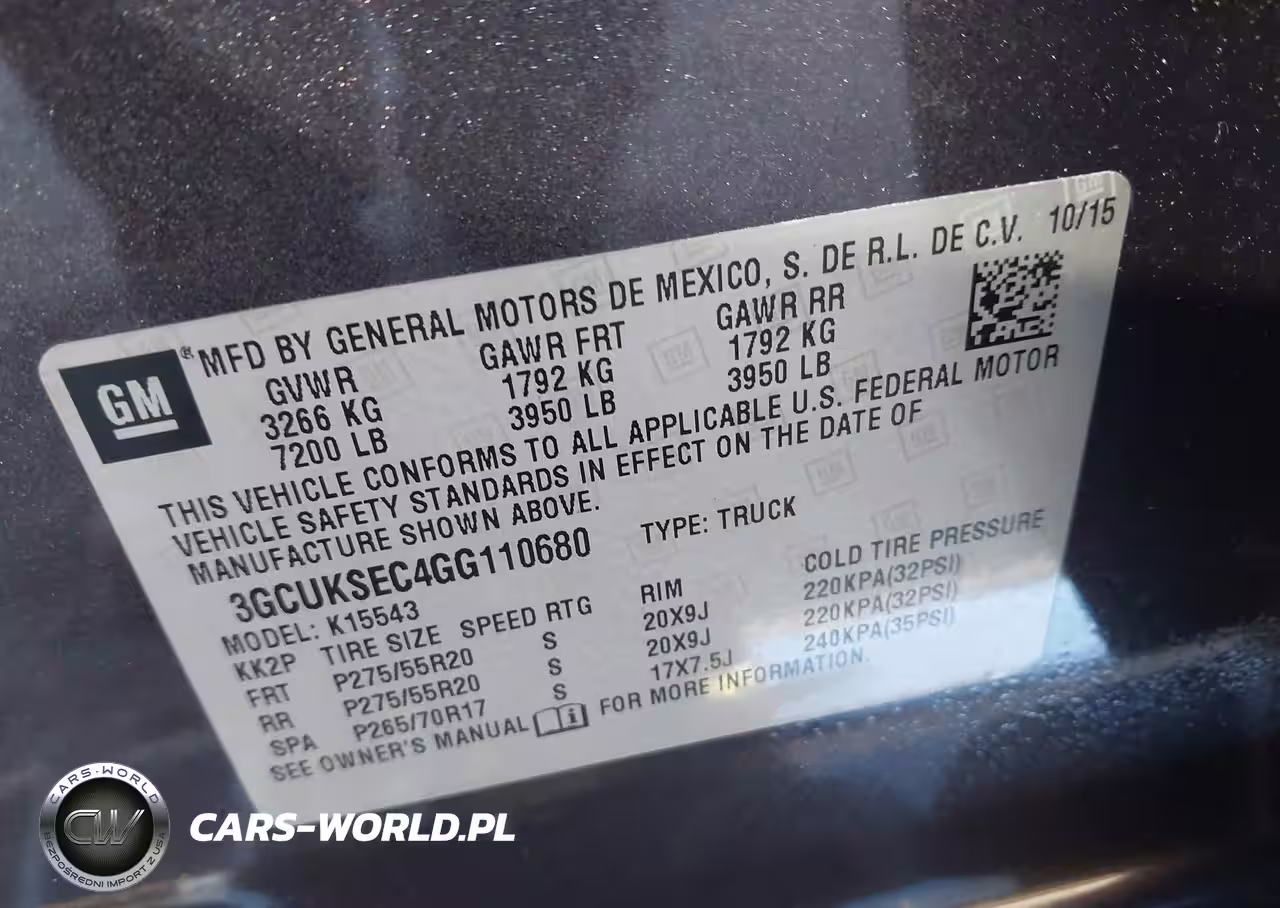 GM
® MFD BY GENERAL MOTORS DE MEXICO, S. DE R.L. DE C.V. 10/15
GVWR GAWR FRT GAWR RR
3266 KG 1792 KG 1792 KG
7200 LB 3950 LB 3950 LB
THIS VEHICLE CONFORMS TO ALL APPLICABLE U.S. FEDERAL MOTOR
VEHICLE SAFETY STANDARDS IN EFFECT ON THE DATE OF
MANUFACTURE SHOWN ABOVE.
3GCUKSEC4GG110680 TYPE: TRUCK
MODEL: K15543
KK2P TIRE SIZE SPEED RTG RIM COLD TIRE PRESSURE
FRT P275/55R20 S 20X9J 220KPA(32PSI)
RR P275/55R20 S 20X9J 220KPA(32PSI)
SPA P265/70R17 S 17X7.5J 240KPA(35PSI)
SEE OWNER'S MANUAL FOR MORE INFORMATION.
CARS-WORLD
CW
BEZPOŚREDNI IMPORT Z USA
CARS-WORLD.PL